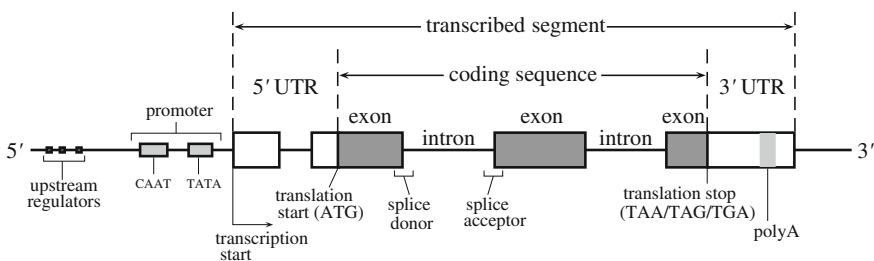 transcribed segment
5′ UTR
coding sequence
3′ UTR
promoter
exon
exon
exon
5′
intron
intron
3′
upstream
regulators
CAAT
TATA
translation
start (ATG)
splice
donor
splice
acceptor
translation stop
(TAA/TAG/TGA)
transcription
start
polyA